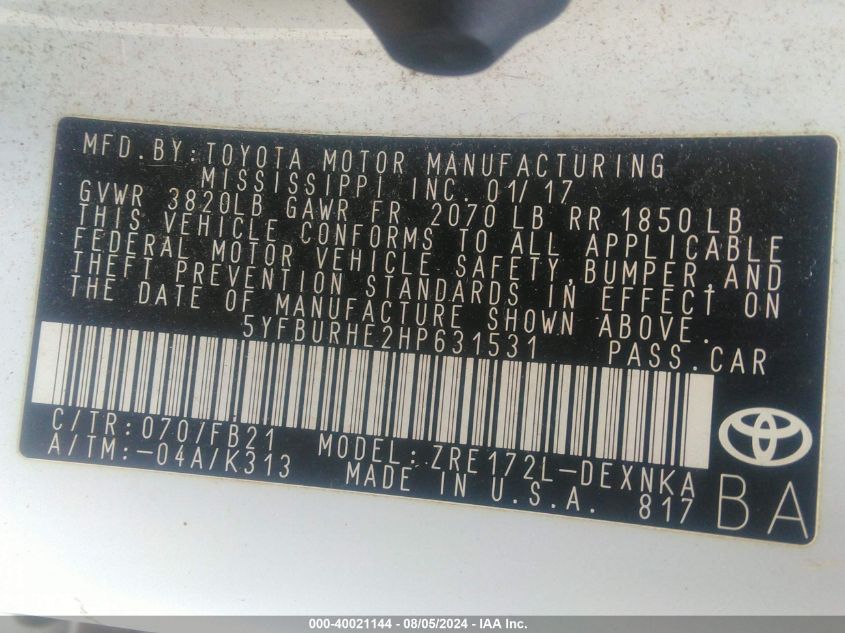 MFD.BY:TOYOTA MOTOR MANUFACTURING
MISSISSIPPI INC. 01/17
GVWR 3820LB GAWR FR 2070 LB RR 1850 LB
THIS VEHICLE CONFORMS TO ALL APPLICABLE
FEDERAL MOTOR VEHICLE SAFETY,BUMPER,AND
THEFT PREVENTION STANDARDS IN EFFECT ON
THE DATE OF MANUFACTURE SHOWN ABOVE.
5YFBURHE2HP631531 PASS.CAR
C/TR:070/FB21 MODEL:ZRE172L-DEXNKA
A/TM:-04A/K313 MADE IN U.S.A. 817
BA
000-40021144 - 08/05/2024 - IAA Inc.